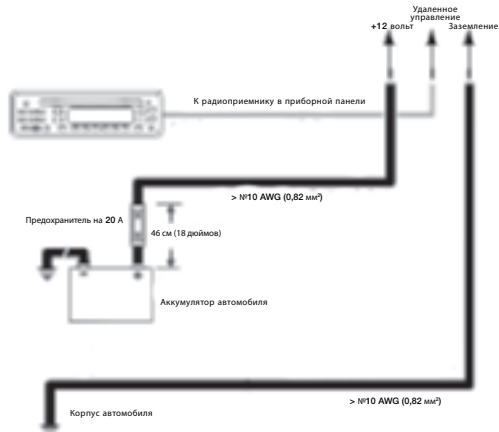 Удаленное
управление
+12 вольт
Заземление
К радиоприемнику в приборной панели
> №10 AWG (0,82 мм²)
Предохранитель на 20 А
46 см (18 дюймов)
Аккумулятор автомобиля
> №10 AWG (0,82 мм²)
Корпус автомобиля